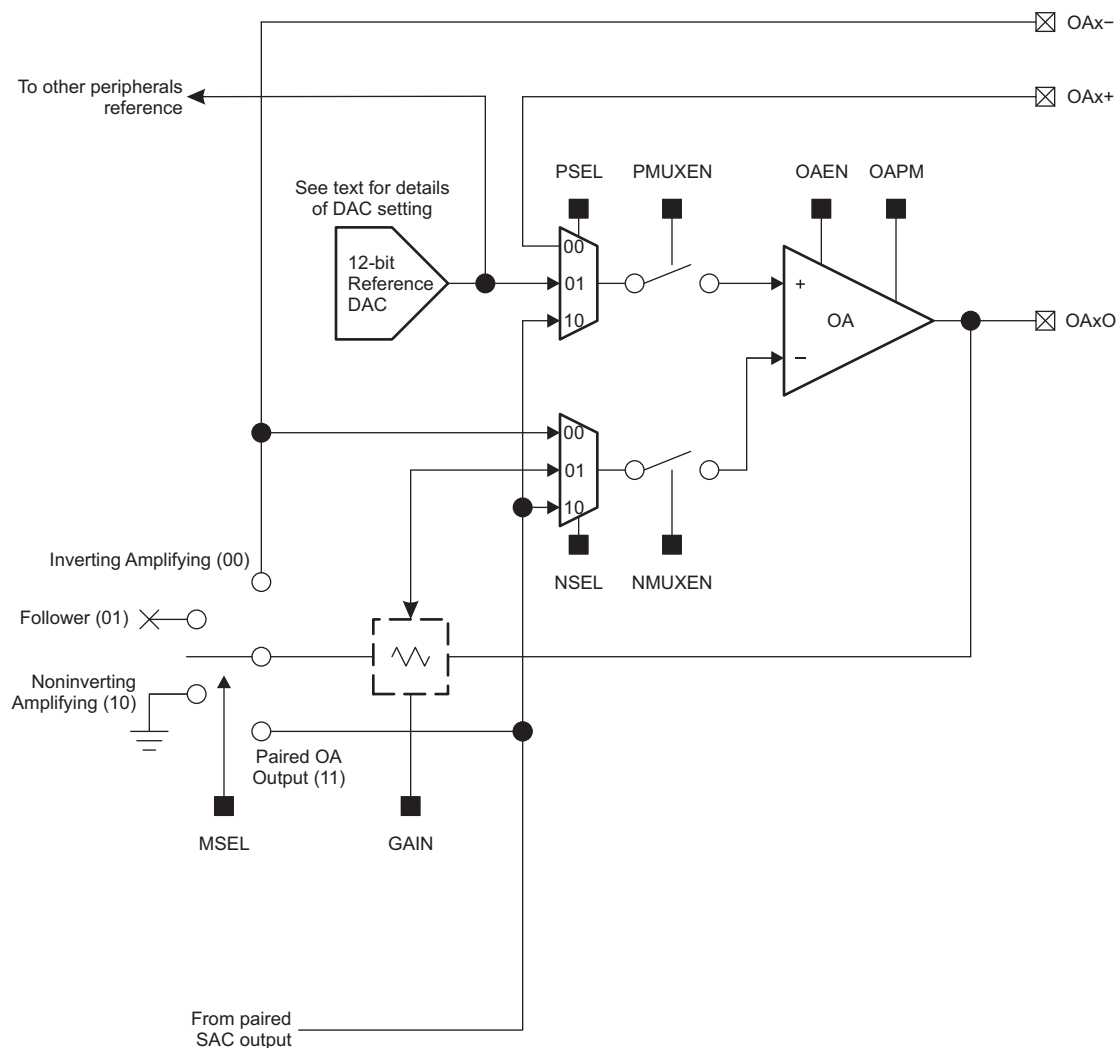 OAx−
To other peripherals
reference
OAx+
PSEL
PMUXEN
OAEN
OAPM
See text for details
of DAC setting
00
12-bit
Reference
DAC
01
+
10
OA
OAxO
−
00
01
10
Inverting Amplifying (00)
NSEL
NMUXEN
Follower (01)
Noninverting
Amplifying (10)
Paired OA
Output (11)
MSEL
GAIN
From paired
SAC output